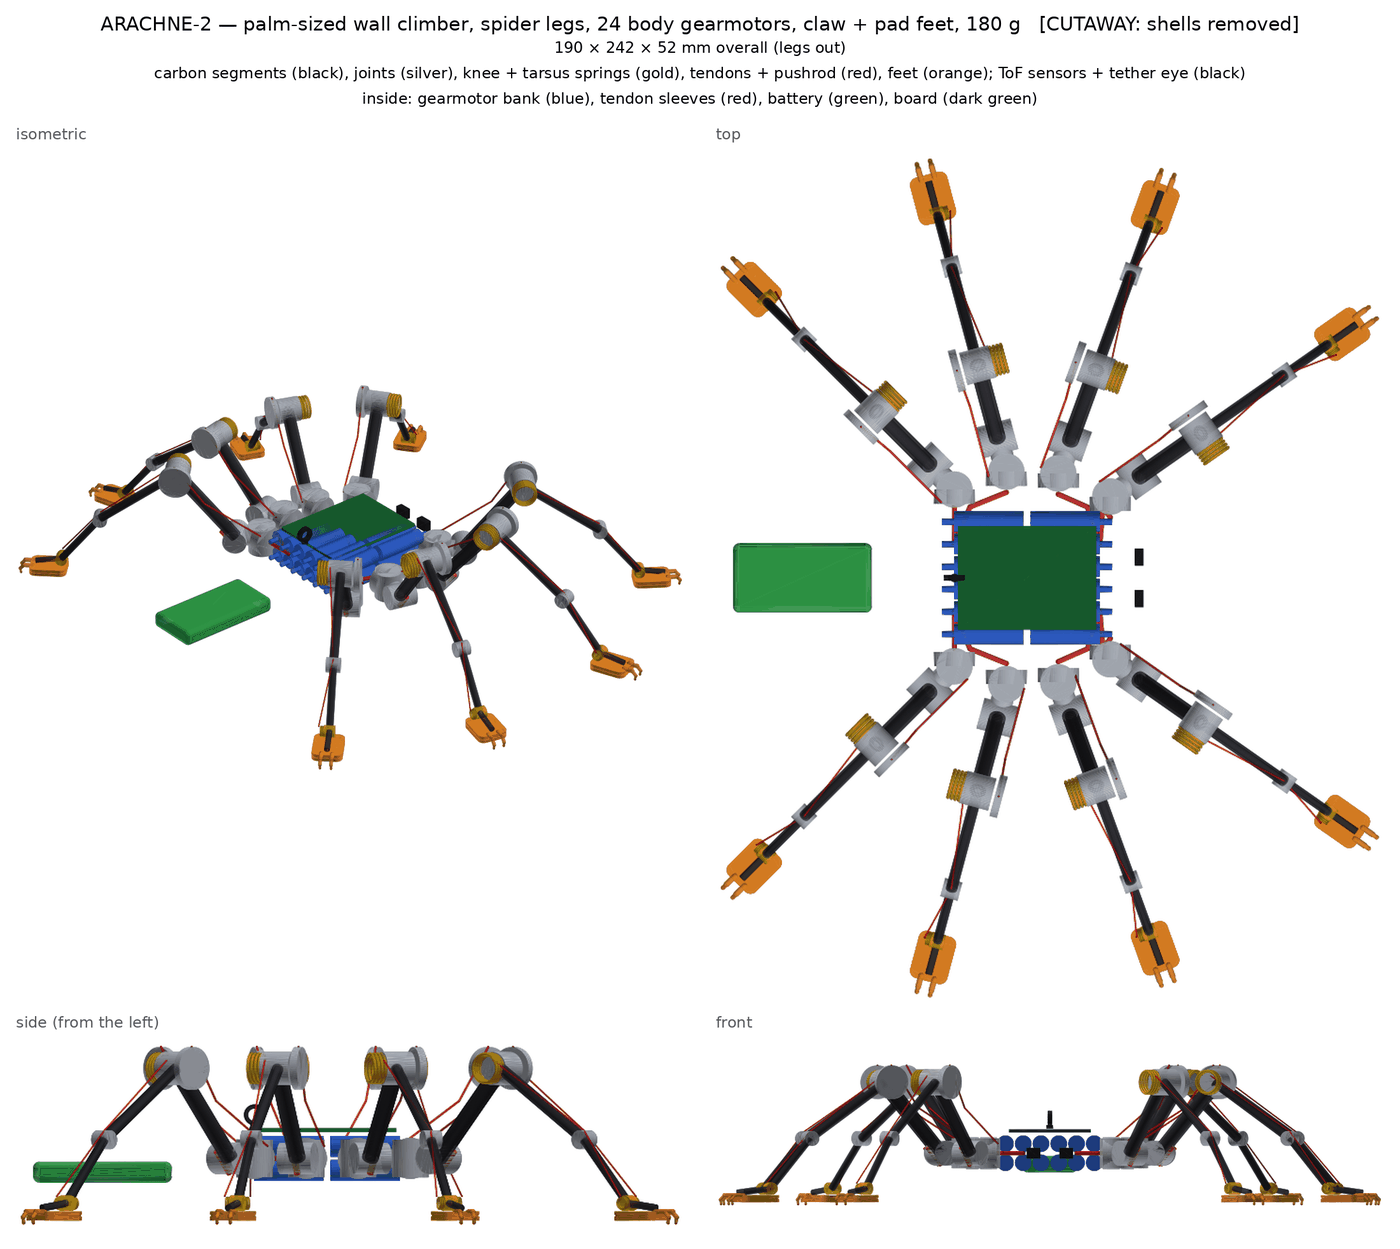 ARACHNE-2 — palm-sized wall climber, spider legs, 24 body gearmotors, claw + pad feet, 180 g [CUTAWAY: shells removed]
190 × 242 × 52 mm overall (legs out)
carbon segments (black), joints (silver), knee + tarsus springs (gold), tendons + pushrod (red), feet (orange); ToF sensors + tether eye (black)
inside: gearmotor bank (blue), tendon sleeves (red), battery (green), board (dark green)
isometric
top
side (from the left)
front